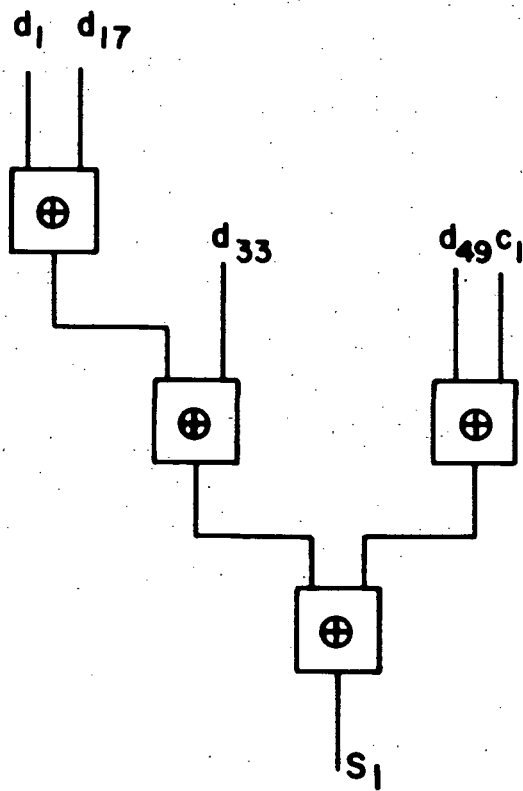 d₁ d₁₇
⊕
d₃₃
d₄₉ c₁
⊕ ⊕
⊕
S₁